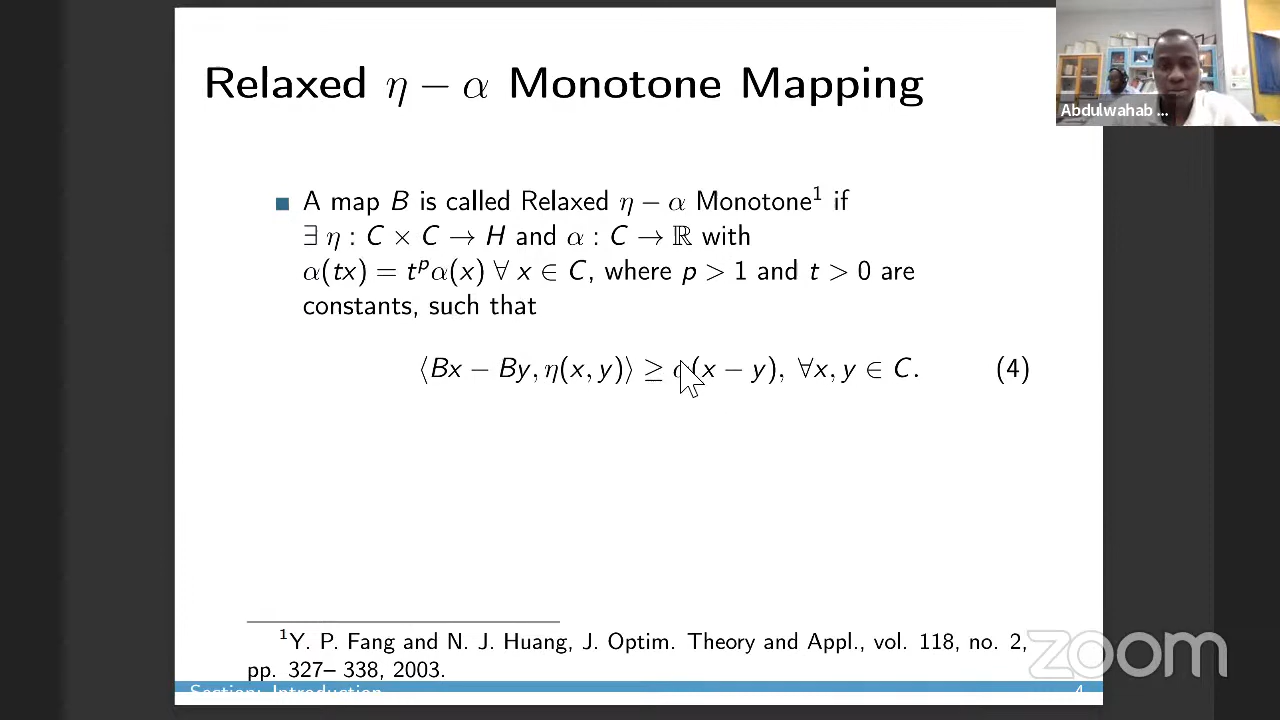 Relaxed η − α Monotone Mapping
Abdulwahab ...
■ A map B is called Relaxed η − α Monotone¹ if
∃ η : C × C → H and α : C → ℝ with
α(tx) = tᵖα(x) ∀ x ∈ C, where p > 1 and t > 0 are
constants, such that
⟨Bx − By, η(x, y)⟩ ≥ α(x − y), ∀x, y ∈ C. (4)
¹Y. P. Fang and N. J. Huang, J. Optim. Theory and Appl., vol. 118, no. 2,
pp. 327– 338, 2003.
zoom
Section: Introduction 4